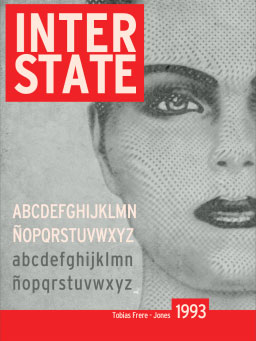 INTER
STATE
ABCDEFGHIJKLMN
ÑOPQRSTUVWXYZ
abcdefghijklmn
ñopqrstuvwxyz
Tobias Frere - Jones 1993